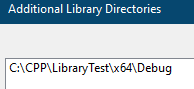 Additional Library Directories
C:\CPP\LibraryTest\x64\Debug